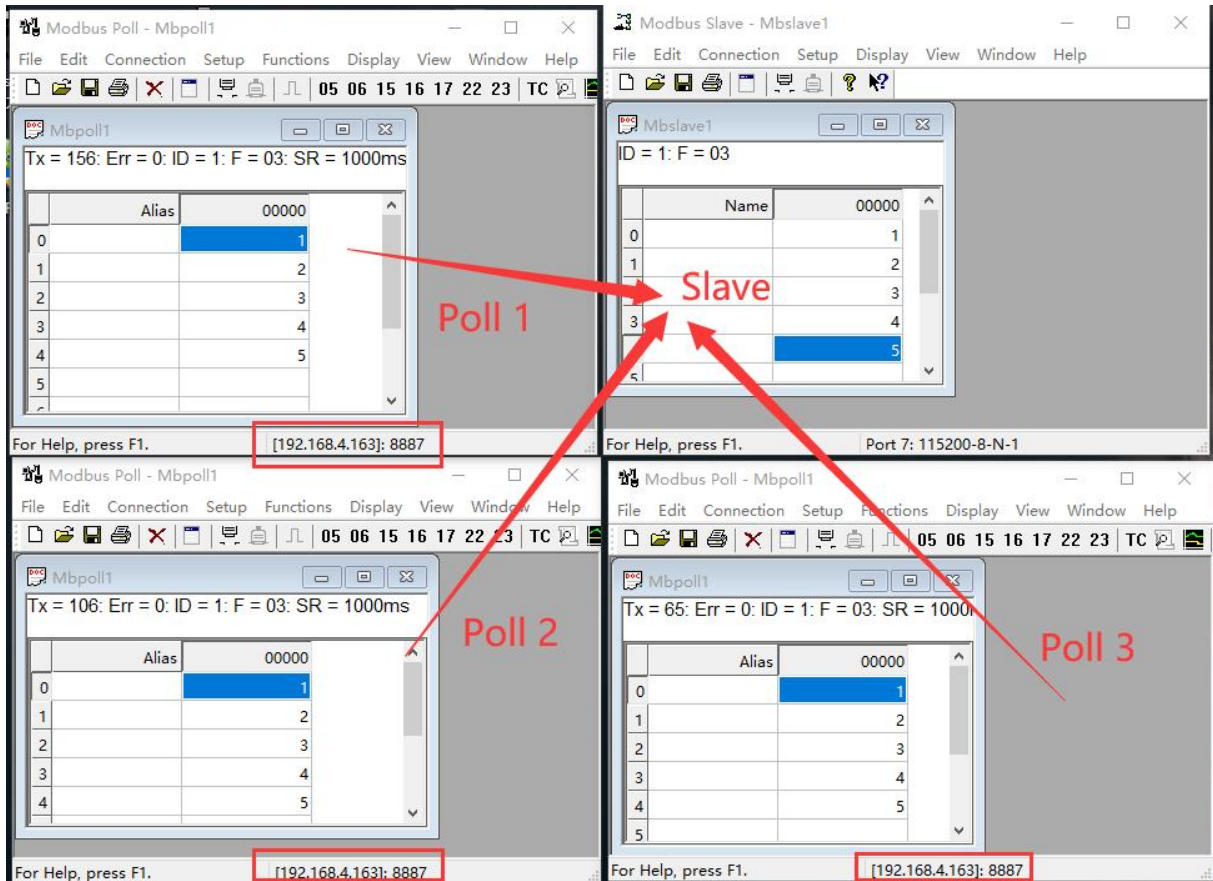 Modbus Poll - Mbpoll1
File Edit Connection Setup Functions Display View Window Help
05 06 15 16 17 22 23 TC
Mbpoll1
Tx = 156: Err = 0: ID = 1: F = 03: SR = 1000ms
Alias 00000
0 1
1 2
2 3
3 4
4 5
5
For Help, press F1. [192.168.4.163]: 8887
Poll 1
Modbus Slave - Mbslave1
File Edit Connection Setup Display View Window Help
Mbslave1
ID = 1: F = 03
Name 00000
0 1
1 2
3
3 4
5
5
For Help, press F1. Port 7: 115200-8-N-1
Slave
Modbus Poll - Mbpoll1
File Edit Connection Setup Functions Display View Window Help
05 06 15 16 17 22 23 TC
Mbpoll1
Tx = 106: Err = 0: ID = 1: F = 03: SR = 1000ms
Alias 00000
0 1
1 2
2 3
3 4
4 5
For Help, press F1. [192.168.4.163]: 8887
Poll 2
Modbus Poll - Mbpoll1
File Edit Connection Setup Functions Display View Window Help
05 06 15 16 17 22 23 TC
Mbpoll1
Tx = 65: Err = 0: ID = 1: F = 03: SR =
Alias 00000
0 1
1 2
2 3
3 4
4 5
5
For Help, press F1. [192.168.4.163]: 8887
Poll 3